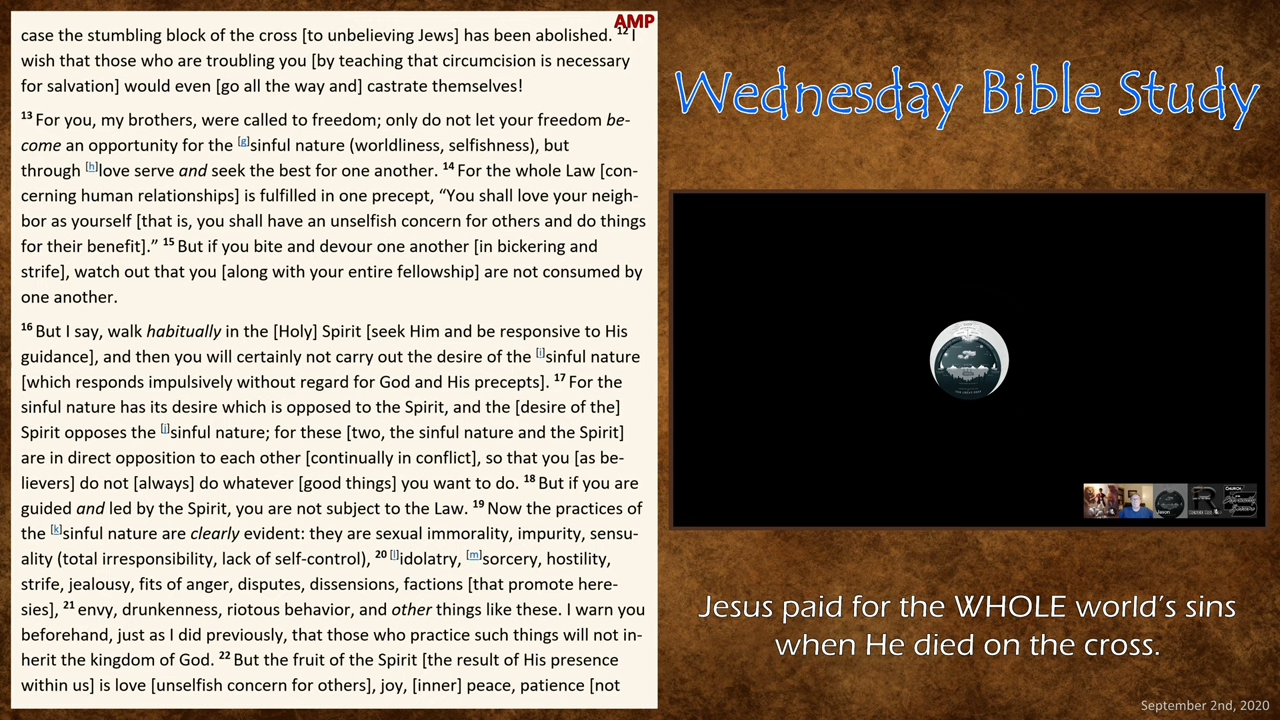 AMP
case the stumbling block of the cross [to unbelieving Jews] has been abolished. 12 I
wish that those who are troubling you [by teaching that circumcision is necessary
for salvation] would even [go all the way and] castrate themselves!
13 For you, my brothers, were called to freedom; only do not let your freedom be-
come an opportunity for the [g]sinful nature (worldliness, selfishness), but
through [h]love serve and seek the best for one another. 14 For the whole Law [con-
cerning human relationships] is fulfilled in one precept, “You shall love your neigh-
bor as yourself [that is, you shall have an unselfish concern for others and do things
for their benefit].” 15 But if you bite and devour one another [in bickering and
strife], watch out that you [along with your entire fellowship] are not consumed by
one another.
16 But I say, walk habitually in the [Holy] Spirit [seek Him and be responsive to His
guidance], and then you will certainly not carry out the desire of the [i]sinful nature
[which responds impulsively without regard for God and His precepts]. 17 For the
sinful nature has its desire which is opposed to the Spirit, and the [desire of the]
Spirit opposes the [j]sinful nature; for these [two, the sinful nature and the Spirit]
are in direct opposition to each other [continually in conflict], so that you [as be-
lievers] do not [always] do whatever [good things] you want to do. 18 But if you are
guided and led by the Spirit, you are not subject to the Law. 19 Now the practices of
the [k]sinful nature are clearly evident: they are sexual immorality, impurity, sensu-
ality (total irresponsibility, lack of self-control), 20 [l]idolatry, [m]sorcery, hostility,
strife, jealousy, fits of anger, disputes, dissensions, factions [that promote here-
sies], 21 envy, drunkenness, riotous behavior, and other things like these. I warn you
beforehand, just as I did previously, that those who practice such things will not in-
herit the kingdom of God. 22 But the fruit of the Spirit [the result of His presence
within us] is love [unselfish concern for others], joy, [inner] peace, patience [not
Wednesday Bible Study
Jason
CHURCH
Jesus paid for the WHOLE world’s sins
when He died on the cross.
September 2nd, 2020